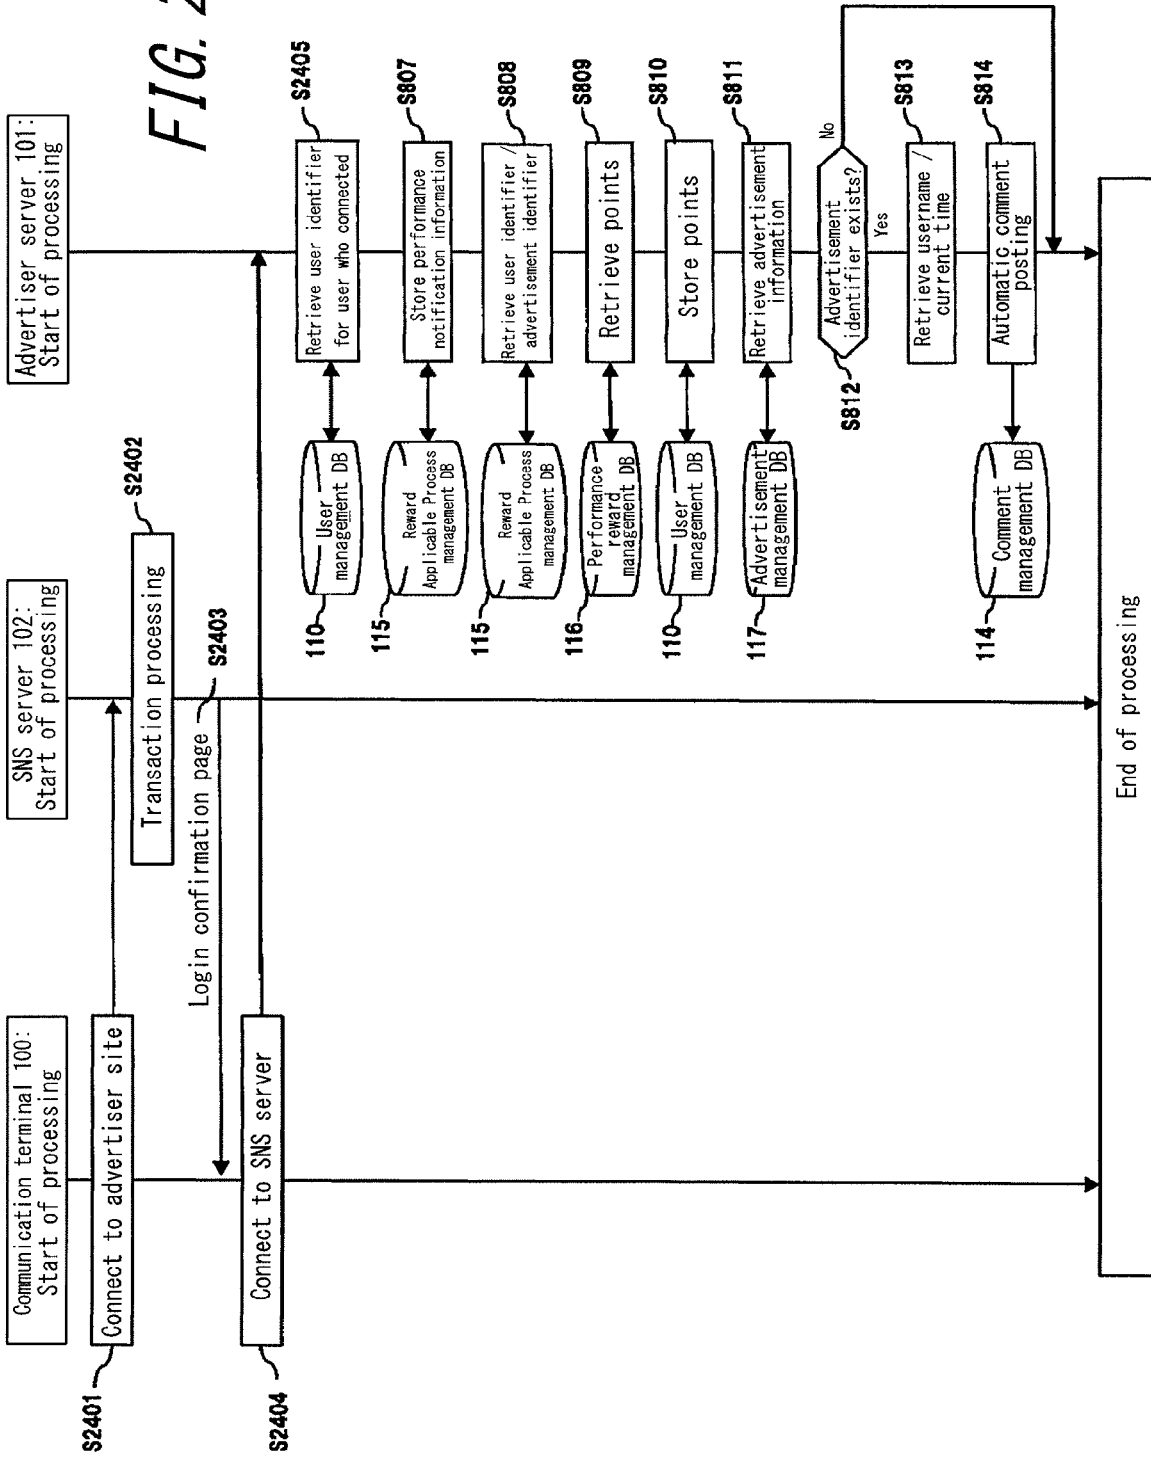 FIG. 2
Communication terminal 100:
Start of processing
SNS server 102:
Start of processing
Advertiser server 101:
Start of processing
S2401
Connect to advertiser site
Transaction processing
S2402
Login confirmation page
S2403
S2404
Connect to SNS server
110
User
management DB
Retrieve user identifier
for user who connected
S2405
115
Reward
Applicable Process
management DB
Store performance
notification information
S807
115
Reward
Applicable Process
management DB
Retrieve user identifier /
advertisement identifier
S808
116
Performance
reward
management DB
Retrieve points
S809
110
User
management DB
Store points
S810
117
Advertisement
management DB
Retrieve advertisement
information
S811
S812
Advertisement
identifier exists?
No
Yes
Retrieve username /
current time
S813
114
Comment
management DB
Automatic comment
posting
S814
End of processing